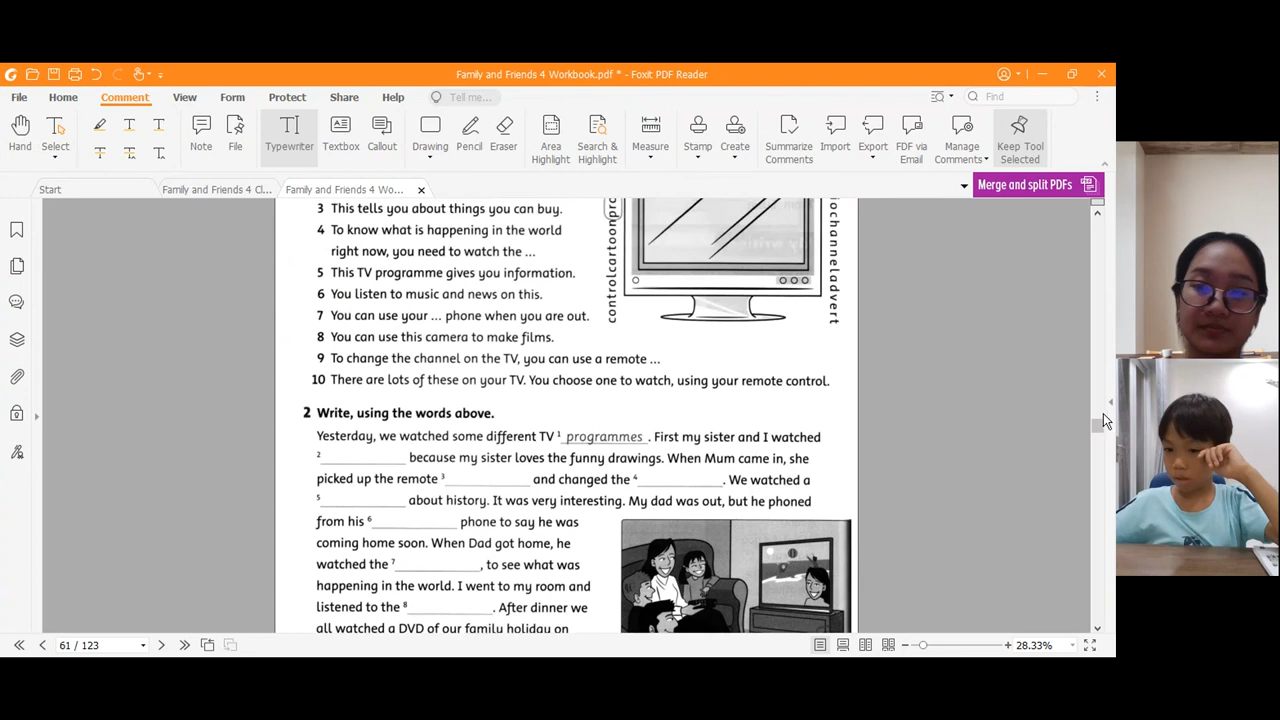 Family and Friends 4 Workbook.pdf * - Foxit PDF Reader
File Home Comment View Form Protect Share Help Tell me... Find
Hand Select Note File Typewriter Textbox Callout Drawing Pencil Eraser Area Highlight Search & Highlight Measure Stamp Create Summarize Comments Import Export FDF via Email Manage Comments Keep Tool Selected
Start Family and Friends 4 Cl... Family and Friends 4 Wo... Merge and split PDFs
3 This tells you about things you can buy.
4 To know what is happening in the world
right now, you need to watch the ...
5 This TV programme gives you information.
6 You listen to music and news on this.
7 You can use your ... phone when you are out.
8 You can use this camera to make films.
9 To change the channel on the TV, you can use a remote ...
10 There are lots of these on your TV. You choose one to watch, using your remote control.
controlcartoonpro
iochanneladvert
2 Write, using the words above.
Yesterday, we watched some different TV 1 programmes . First my sister and I watched
2 ____________ because my sister loves the funny drawings. When Mum came in, she
picked up the remote 3 ____________ and changed the 4 ____________. We watched a
5 ____________ about history. It was very interesting. My dad was out, but he phoned
from his 6 ____________ phone to say he was
coming home soon. When Dad got home, he
watched the 7 ____________, to see what was
happening in the world. I went to my room and
listened to the 8 ____________. After dinner we
all watched a DVD of our family holiday on
61 / 123
28.33%